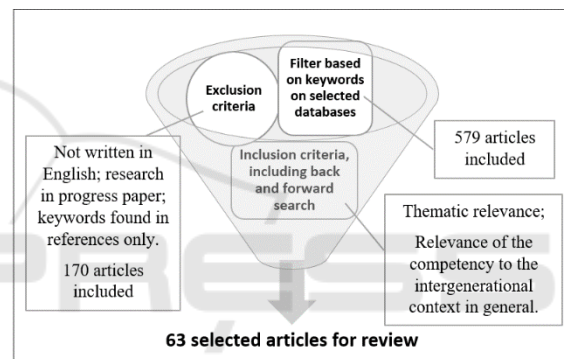 Exclusion
criteria
Filter based
on keywords
on selected
databases
Not written in
English; research
in progress paper;
keywords found in
references only.
170 articles
included
579 articles
included
Inclusion criteria,
including back
and forward
search
Thematic relevance;
Relevance of the
competency to the
intergenerational
context in general.
63 selected articles for review